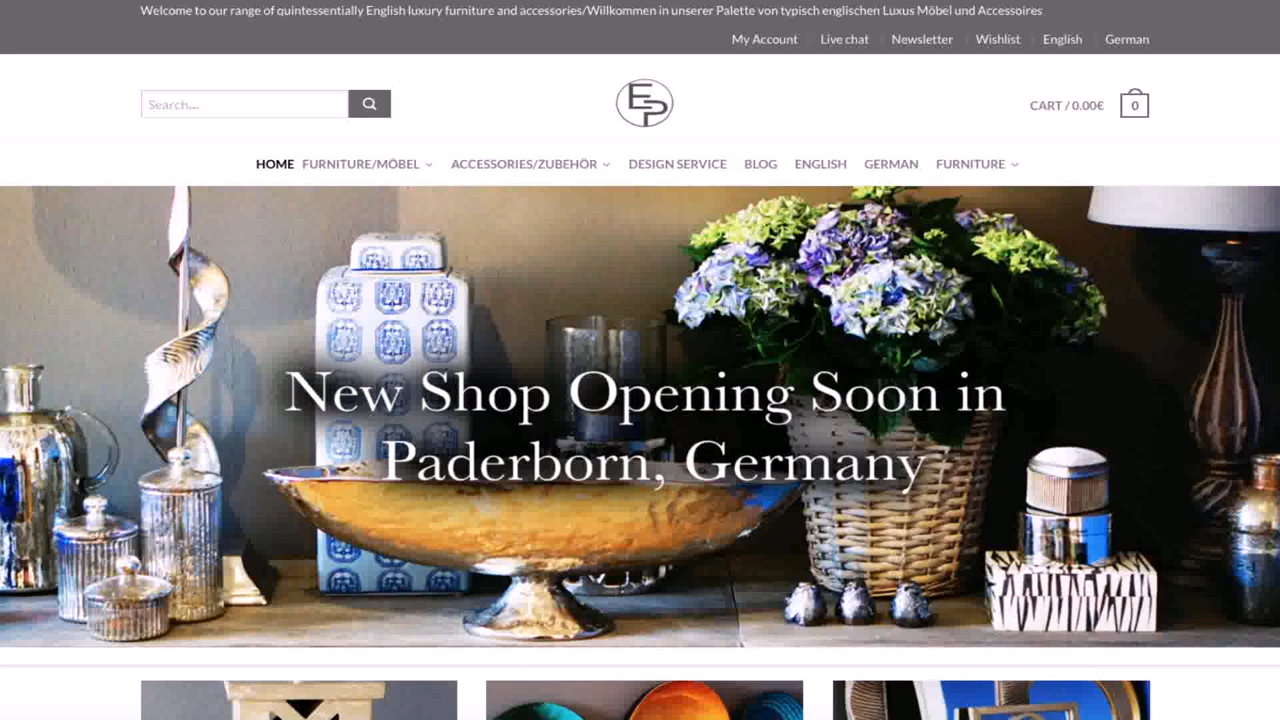 Welcome to our range of quintessentially English luxury furniture and accessories/Willkommen in unserer Palette von typisch englischen Luxus Möbel und Accessoires
My Account Live chat Newsletter Wishlist English German
Search...
EP
CART / 0.00€ 0
HOME FURNITURE/MÖBEL ACCESSORIES/ZUBEHÖR DESIGN SERVICE BLOG ENGLISH GERMAN FURNITURE
New Shop Opening Soon in
Paderborn, Germany